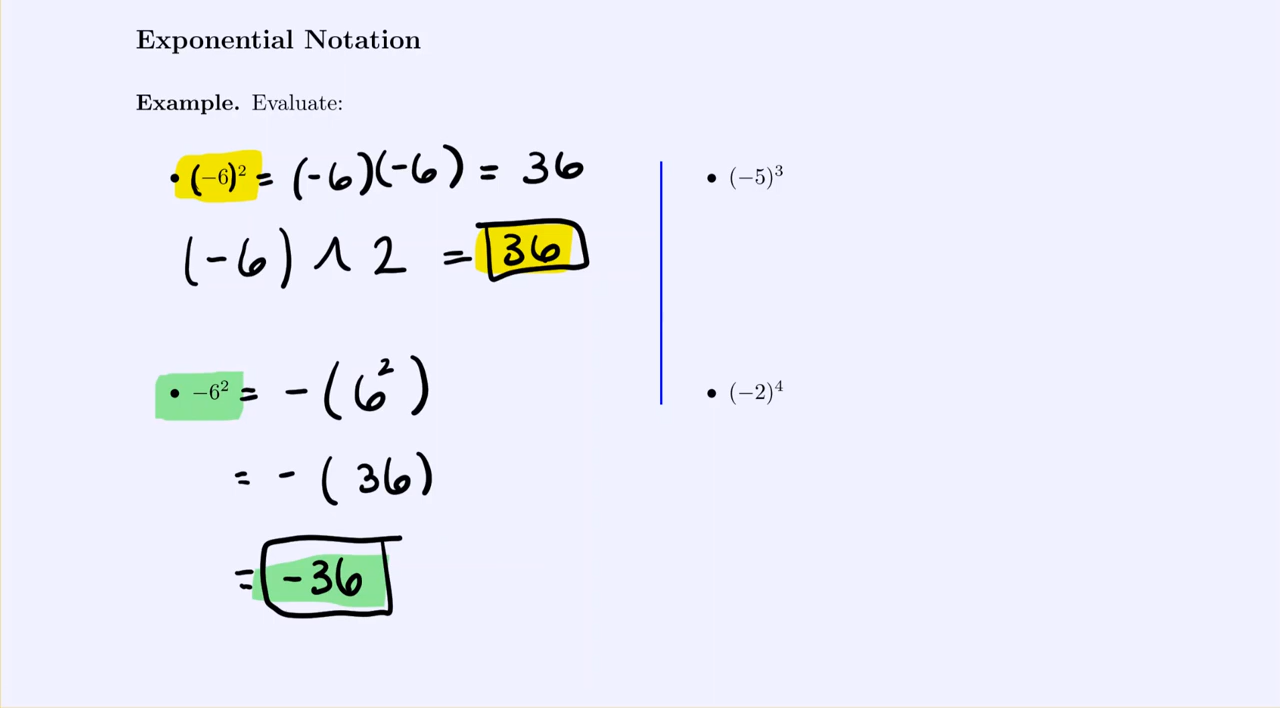 Exponential Notation
Example. Evaluate:
• (−6)² = (-6)(-6) = 36
(-6) ∧ 2 = 36
• −6² = -(6²)
= -(36)
= -36
• (−5)³
• (−2)⁴